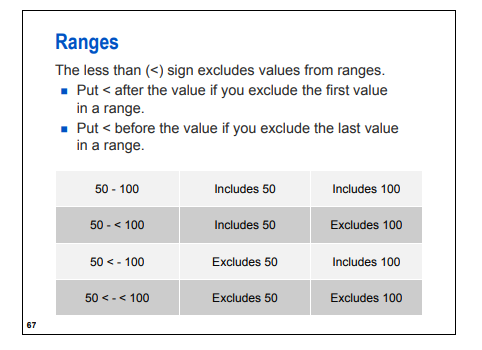 Ranges
The less than (<) sign excludes values from ranges.
Put < after the value if you exclude the first value
in a range.
Put < before the value if you exclude the last value
in a range.
50 - 100 Includes 50 Includes 100
50 - < 100 Includes 50 Excludes 100
50 < - 100 Excludes 50 Includes 100
50 < - < 100 Excludes 50 Excludes 100
67